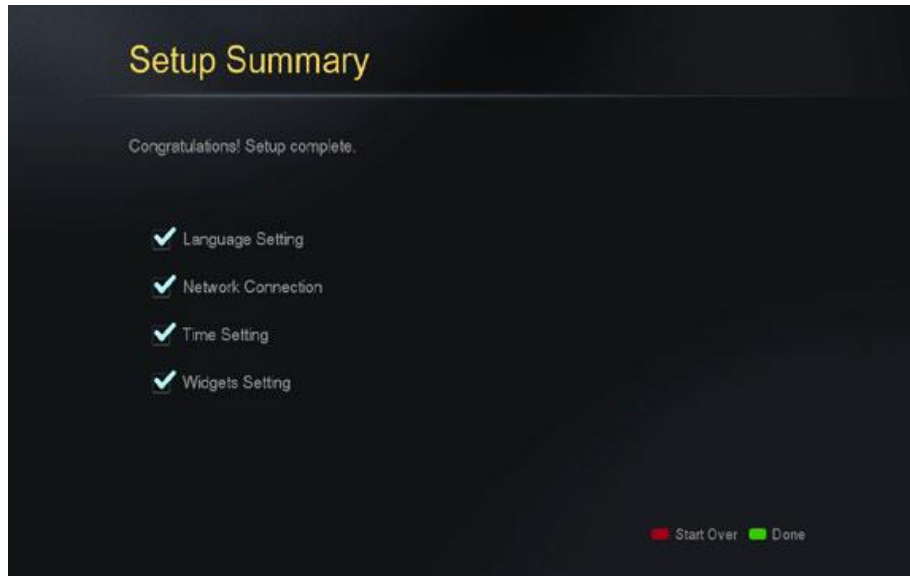 Setup Summary
Congratulations! Setup complete.
Language Setting
Network Connection
Time Setting
Widgets Setting
Start Over Done